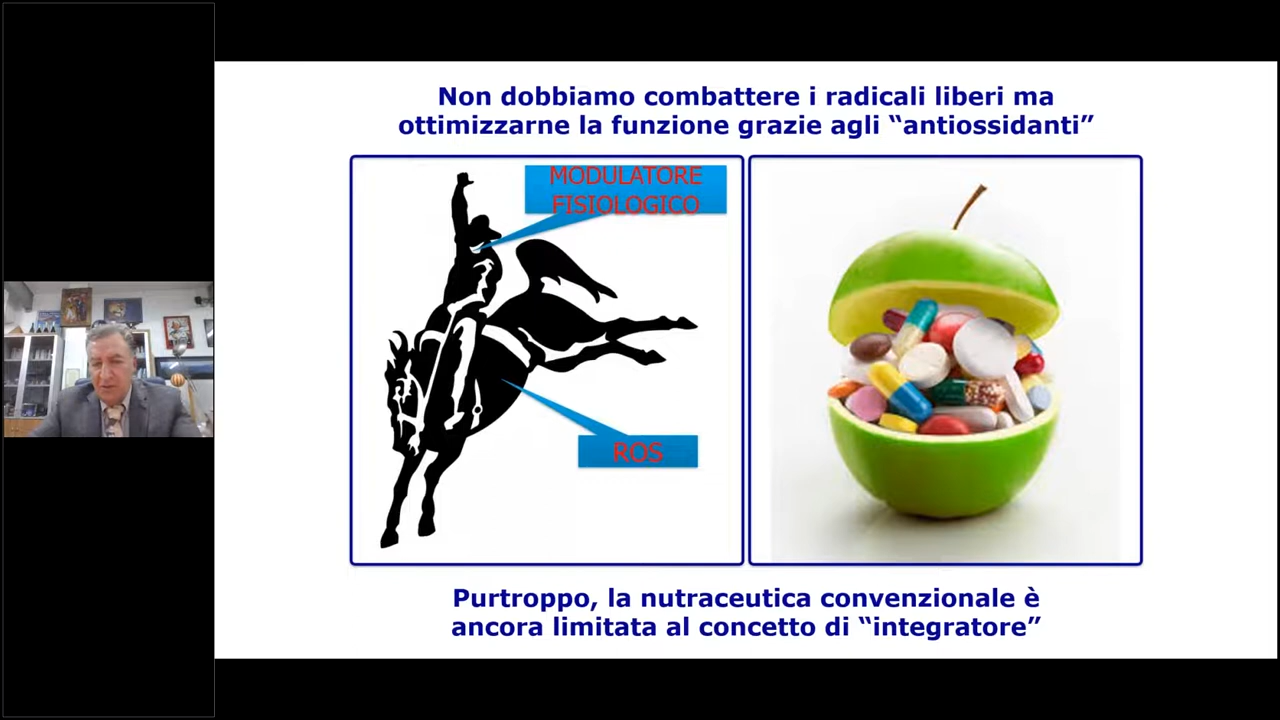 Non dobbiamo combattere i radicali liberi ma
ottimizzarne la funzione grazie agli “antiossidanti”
MODULATORE
FISIOLOGICO
ROS
Purtroppo, la nutraceutica convenzionale è
ancora limitata al concetto di “integratore”